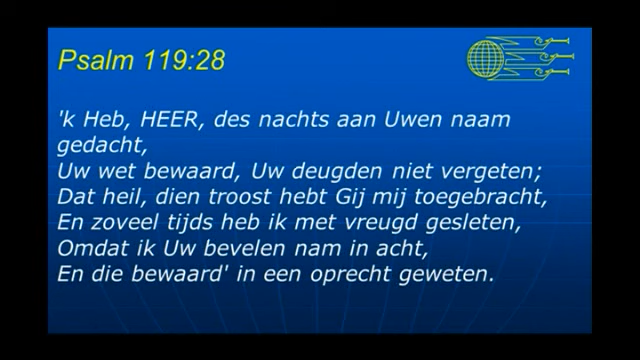 Psalm 119:28
'k Heb, HEER, des nachts aan Uwen naam
gedacht,
Uw wet bewaard, Uw deugden niet vergeten;
Dat heil, dien troost hebt Gij mij toegebracht,
En zoveel tijds heb ik met vreugd gesleten,
Omdat ik Uw bevelen nam in acht,
En die bewaard' in een oprecht geweten.